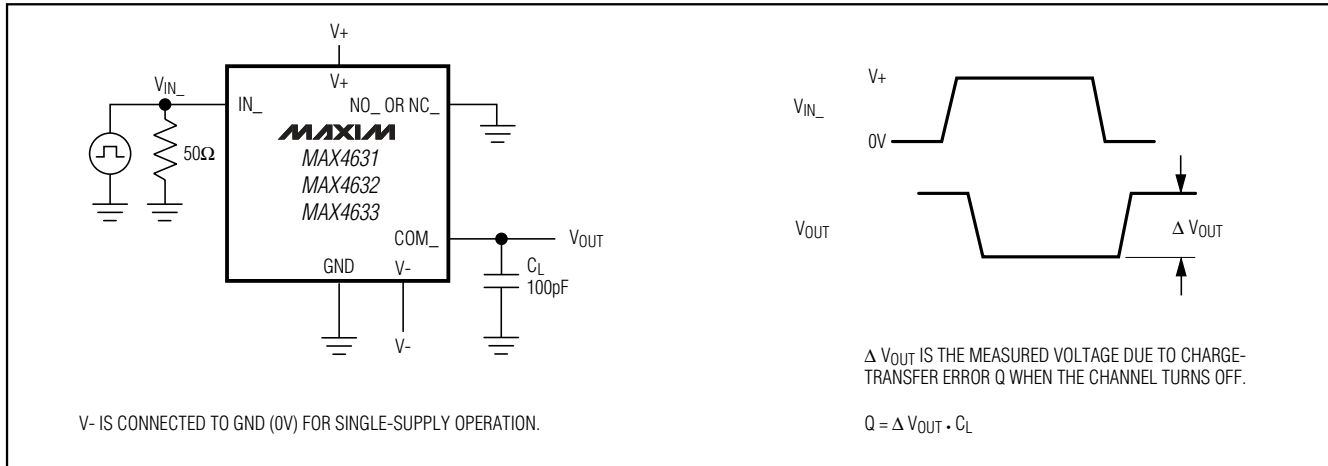 V+
V+
VIN_
IN_
NO_ OR NC_
50Ω
MAXIM
MAX4631
MAX4632
MAX4633
COM_
VOUT
GND
V-
CL
100pF
V-
V- IS CONNECTED TO GND (0V) FOR SINGLE-SUPPLY OPERATION.
V+
VIN_
0V
VOUT
Δ VOUT
Δ VOUT IS THE MEASURED VOLTAGE DUE TO CHARGE-
TRANSFER ERROR Q WHEN THE CHANNEL TURNS OFF.
Q = Δ VOUT • CL